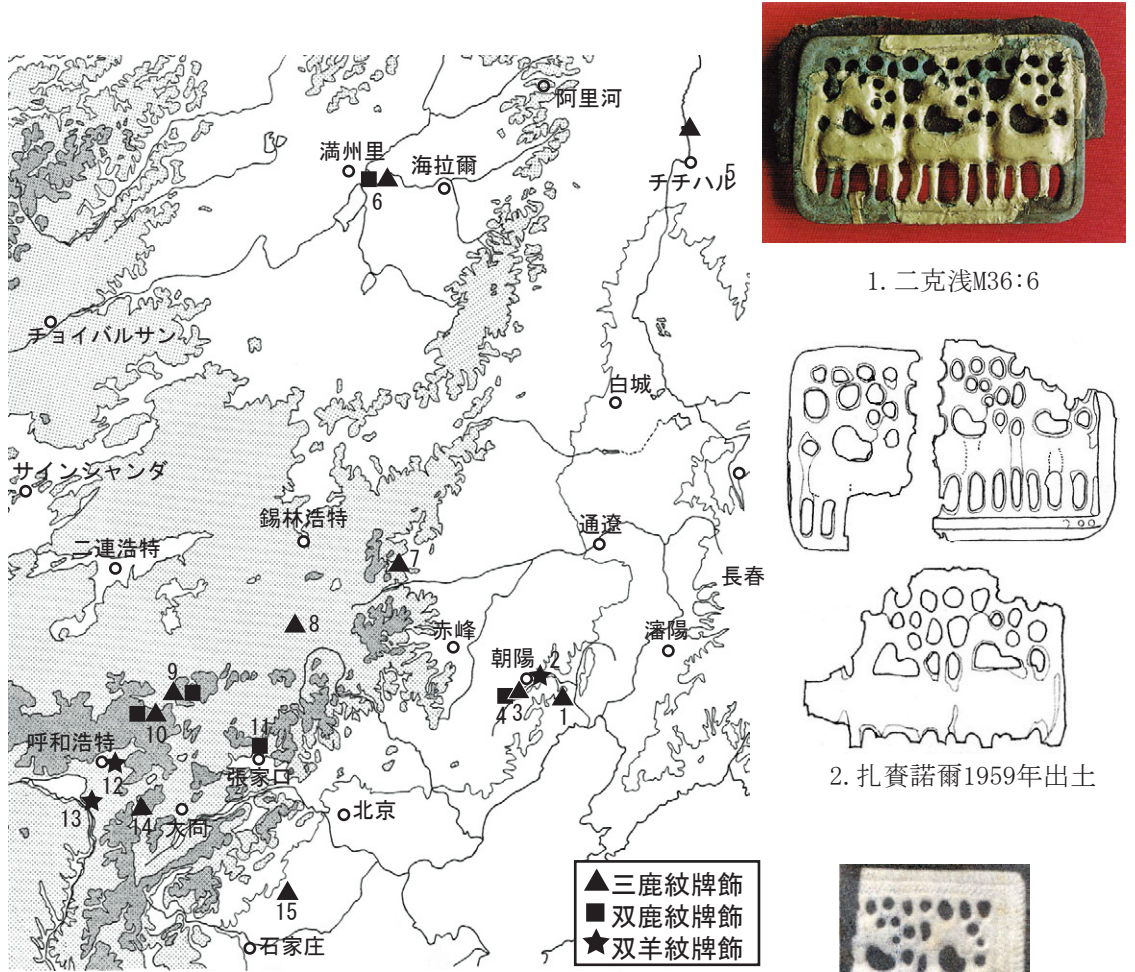 阿里河
満州里
海拉爾
6
チチハル
5
チョイバルサン
白城
サインシャンダ
錫林浩特
二連浩特
7
通遼
長春
8
赤峰
瀋陽
朝陽
2
4
3
1
9
10
呼和浩特
11
張家口
12
13
14
大同
北京
15
石家庄
三鹿紋牌飾
双鹿紋牌飾
双羊紋牌飾
1. 二克浅M36:6
2. 扎賚諾爾1959年出土